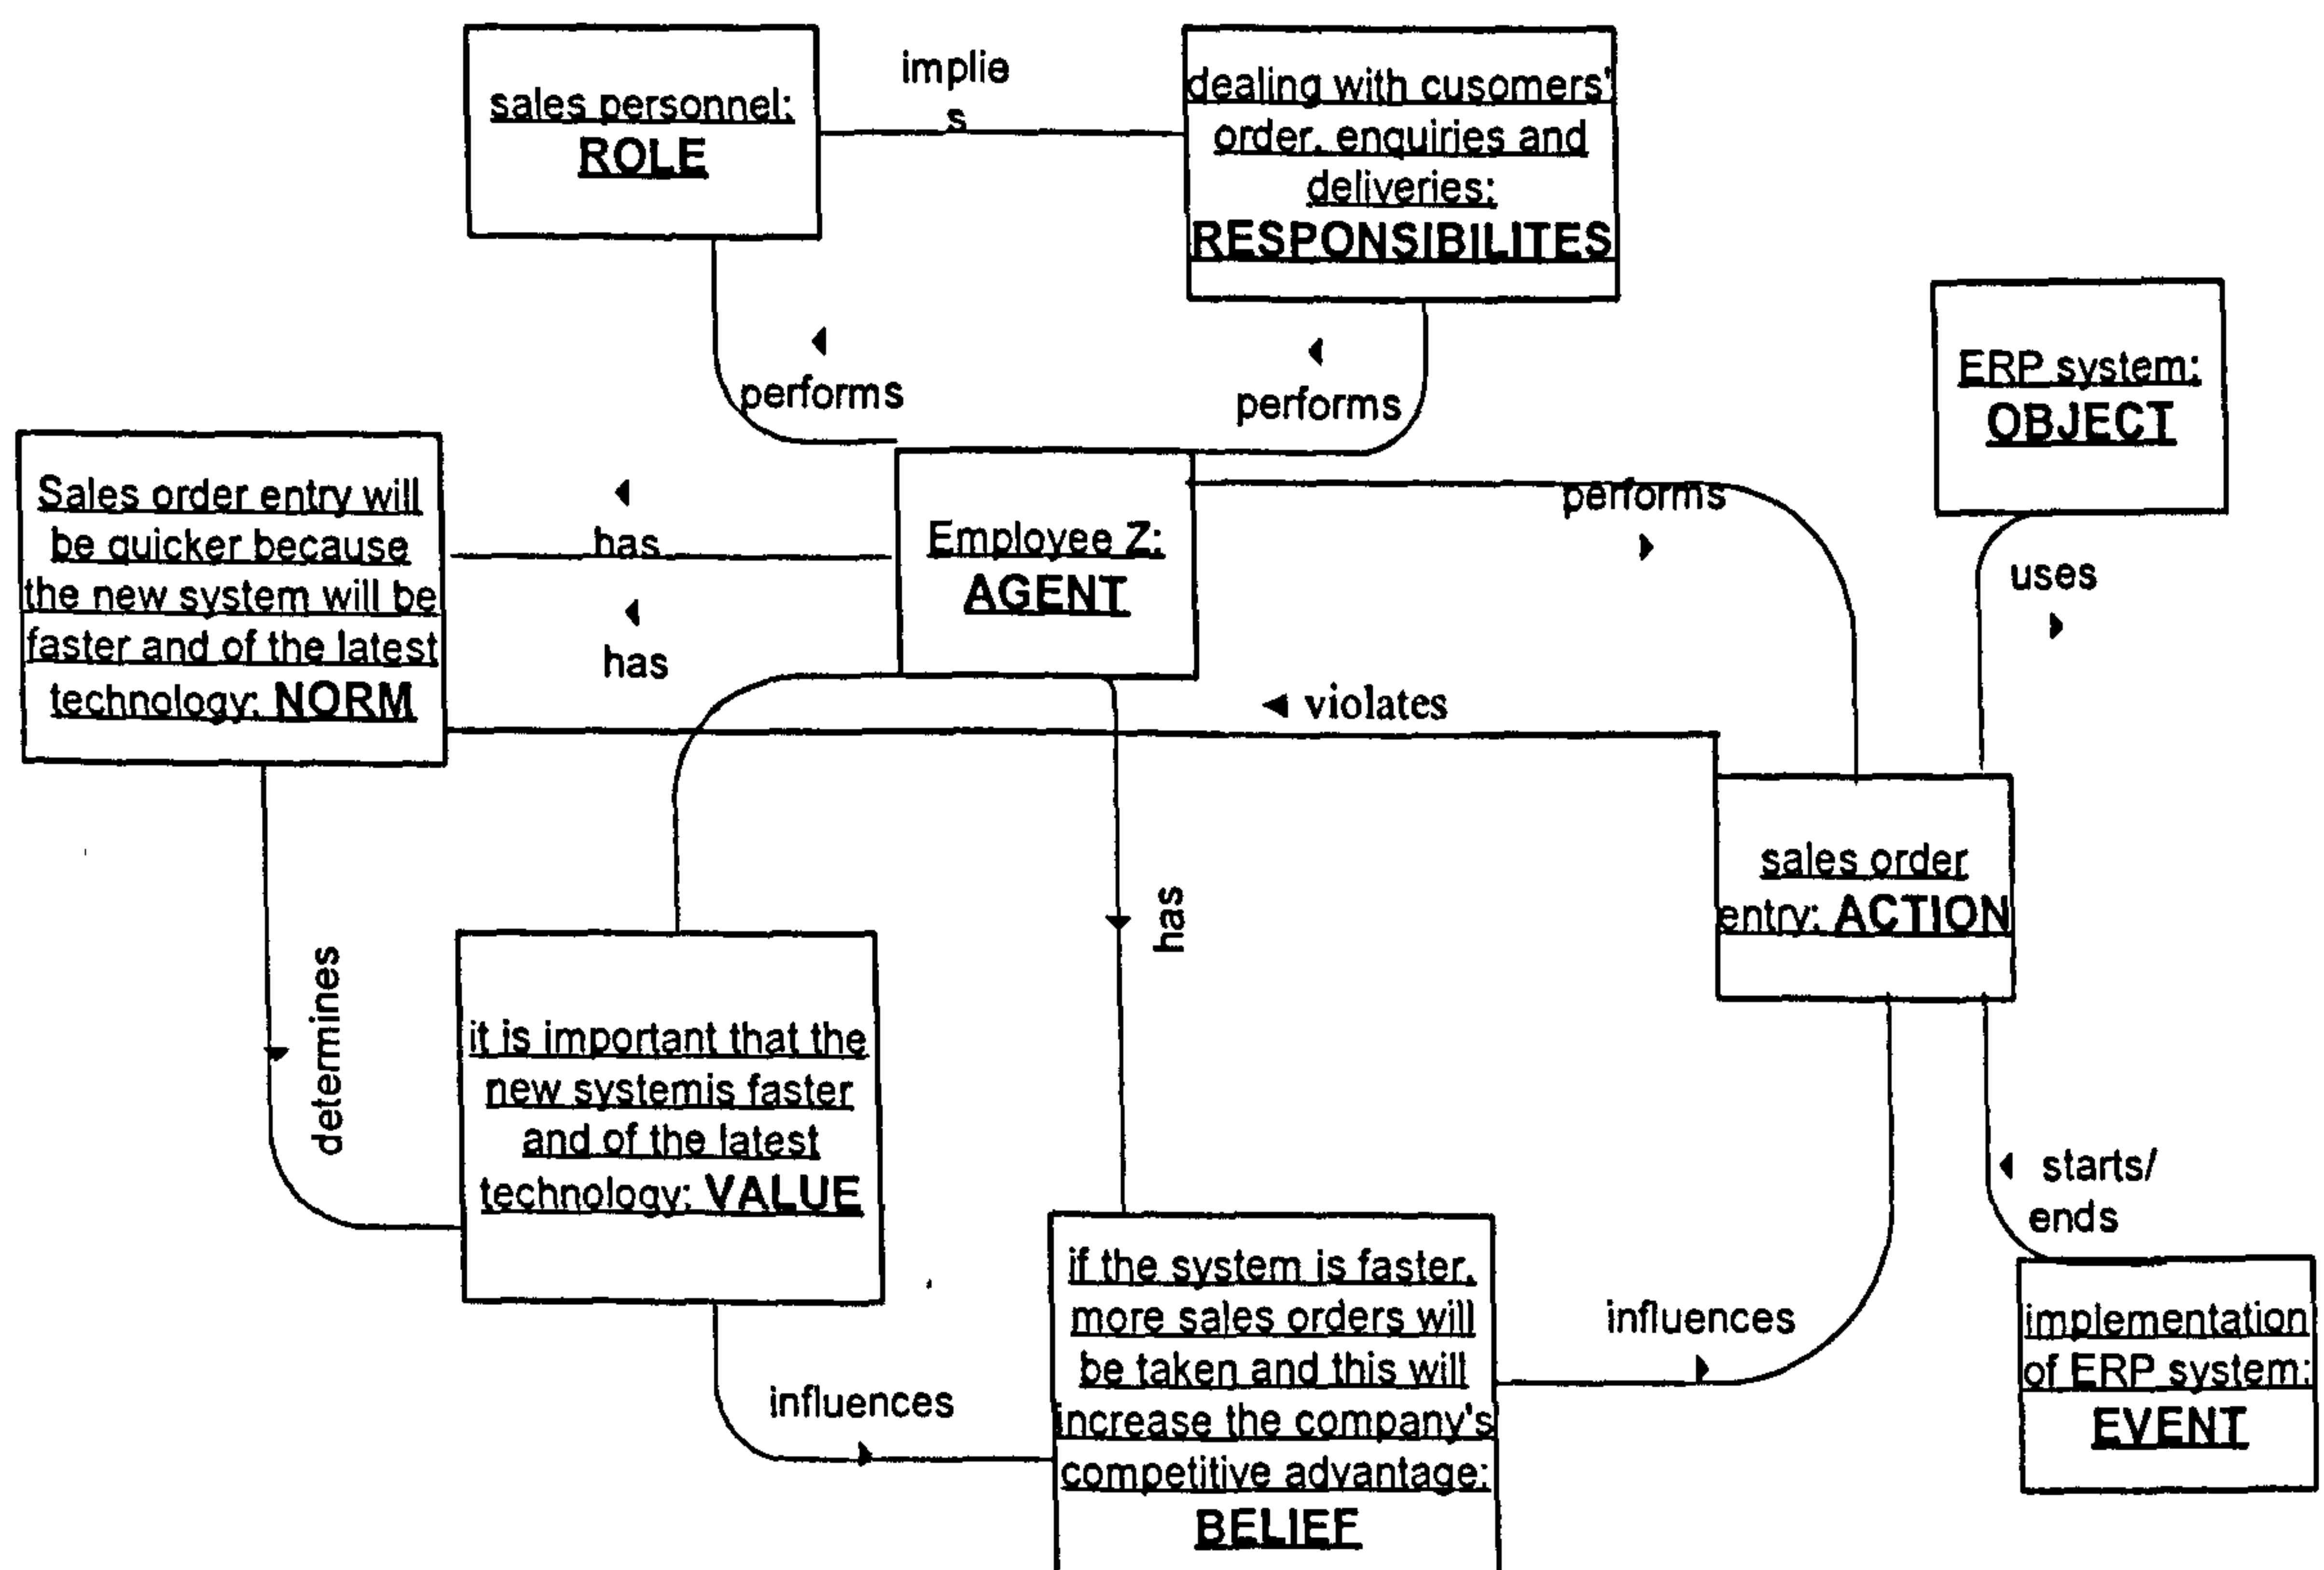 sales personnel:
ROLE
implie
s
dealing with cusomers'
order, enquiries and
deliveries:
RESPONSIBILITES
performs
performs
ERP system:
OBJECT
Sales order entry will
be quicker because
the new system will be
faster and of the latest
technology: NORM
has
has
Employee Z:
AGENT
performs
uses
violates
sales order
entry: ACTION
determines
it is important that the
new systemis faster
and of the latest
technology: VALUE
has
influences
if the system is faster,
more sales orders will
be taken and this will
increase the company's
competitive advantage:
BELIEF
influences
starts/
ends
implementation
of ERP system:
EVENT